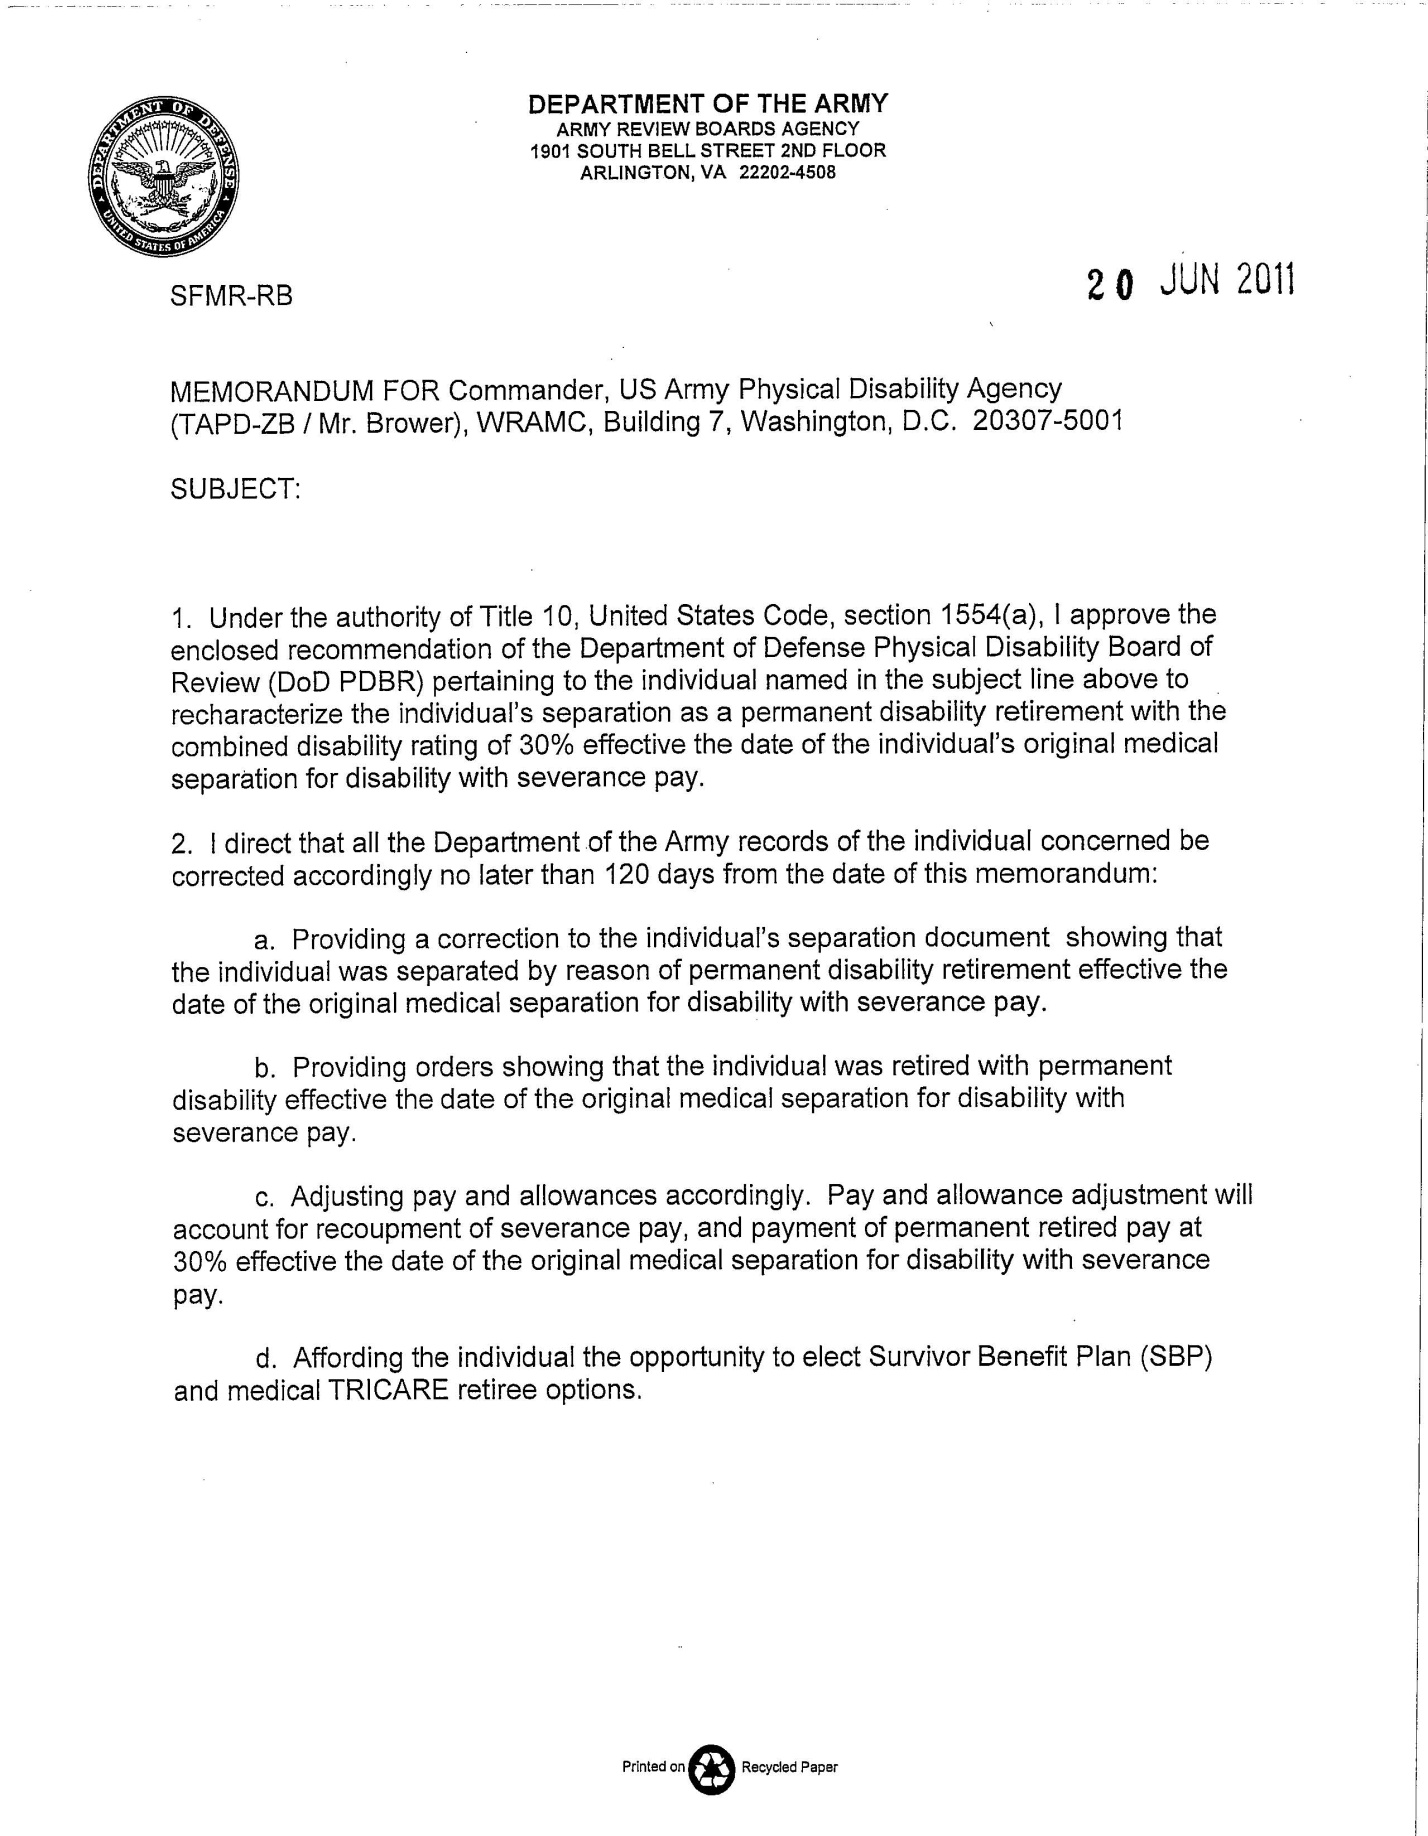 DEPARTMENT OF DEFENSE
UNITED STATES OF AMERICA
DEPARTMENT OF THE ARMY
ARMY REVIEW BOARDS AGENCY
1901 SOUTH BELL STREET 2ND FLOOR
ARLINGTON, VA 22202-4508
SFMR-RB
20 JUN 2011
MEMORANDUM FOR Commander, US Army Physical Disability Agency
(TAPD-ZB / Mr. Brower), WRAMC, Building 7, Washington, D.C. 20307-5001
SUBJECT:
1. Under the authority of Title 10, United States Code, section 1554(a), I approve the
enclosed recommendation of the Department of Defense Physical Disability Board of
Review (DoD PDBR) pertaining to the individual named in the subject line above to
recharacterize the individual's separation as a permanent disability retirement with the
combined disability rating of 30% effective the date of the individual's original medical
separation for disability with severance pay.
2. I direct that all the Department of the Army records of the individual concerned be
corrected accordingly no later than 120 days from the date of this memorandum:
a. Providing a correction to the individual's separation document showing that
the individual was separated by reason of permanent disability retirement effective the
date of the original medical separation for disability with severance pay.
b. Providing orders showing that the individual was retired with permanent
disability effective the date of the original medical separation for disability with
severance pay.
c. Adjusting pay and allowances accordingly. Pay and allowance adjustment will
account for recoupment of severance pay, and payment of permanent retired pay at
30% effective the date of the original medical separation for disability with severance
pay.
d. Affording the individual the opportunity to elect Survivor Benefit Plan (SBP)
and medical TRICARE retiree options.
Printed on Recycled Paper